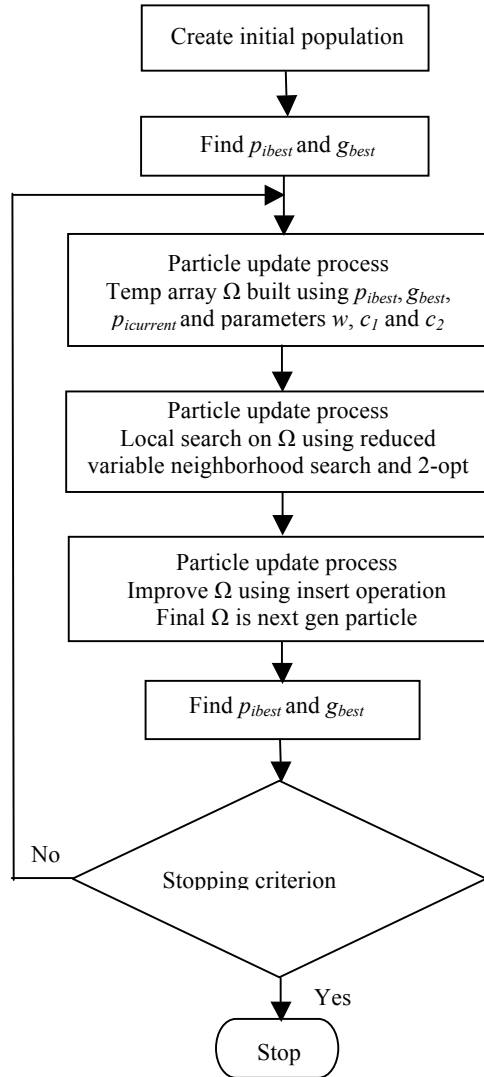 Create initial population
Find p_ibest and g_best
Particle update process
Temp array Ω built using p_ibest, g_best,
p_icurrent and parameters w, c_1 and c_2
Particle update process
Local search on Ω using reduced
variable neighborhood search and 2-opt
Particle update process
Improve Ω using insert operation
Final Ω is next gen particle
Find p_ibest and g_best
No
Stopping criterion
Yes
Stop